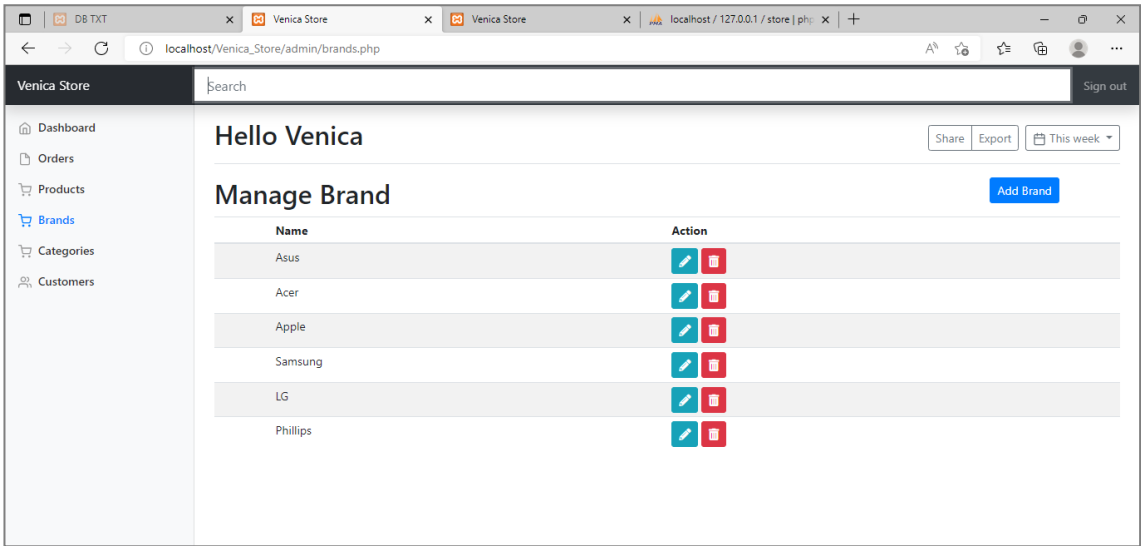 DB TXT
Venica Store
Venica Store
localhost / 127.0.0.1 / store | php
localhost/Venica_Store/admin/brands.php
Venica Store
Search
Sign out
Dashboard
Orders
Products
Brands
Categories
Customers
Hello Venica
Share Export This week
Manage Brand
Add Brand
Name Action
Asus
Acer
Apple
Samsung
LG
Phillips